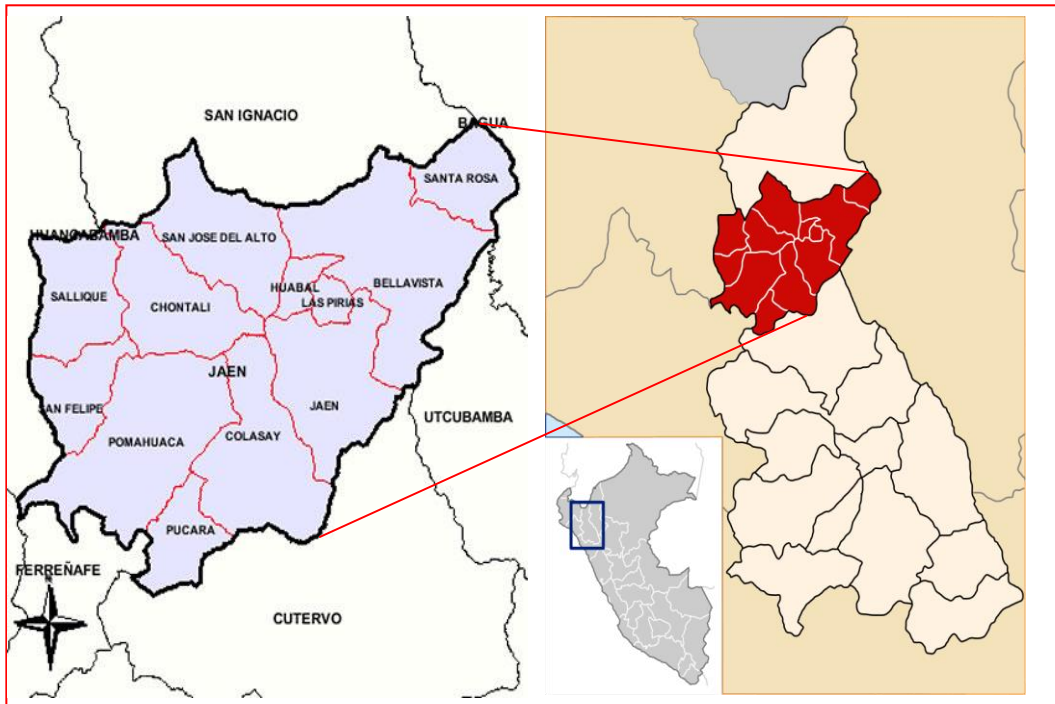 SAN IGNACIO
BAGUA
SANTA ROSA
HUANCABAMBA
SAN JOSE DEL ALTO
BELLAVISTA
HUABAL
SALLIQUE
LAS PIRIAS
CHONTALI
JAEN
JAEN
SAN FELIPE
UTCUBAMBA
COLASAY
POMAHUACA
PUCARA
FERREÑAFE
CUTERVO